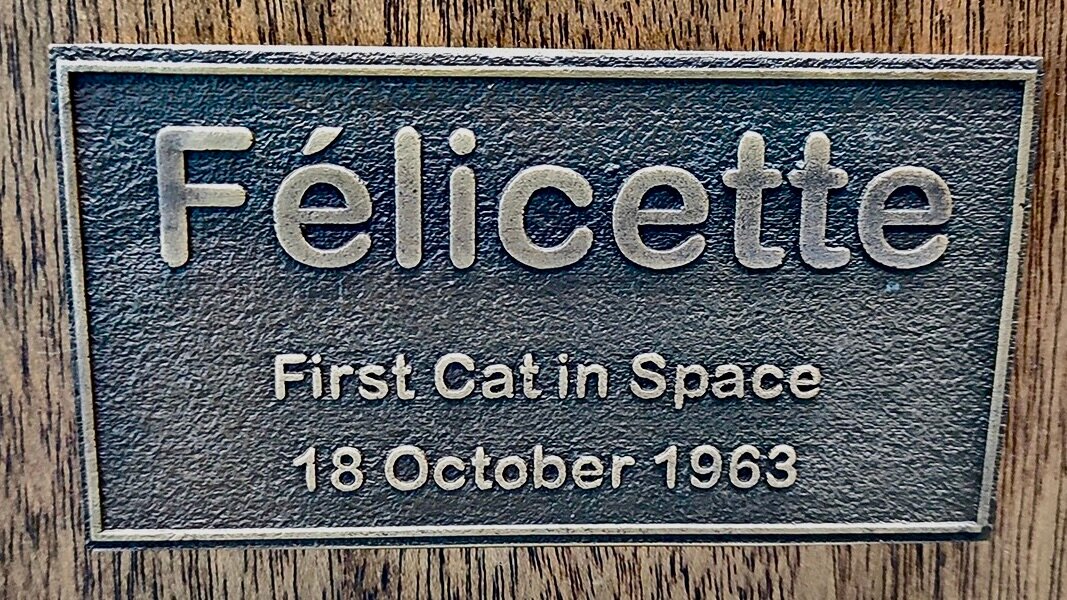 Félicette
First Cat in Space
18 October 1963